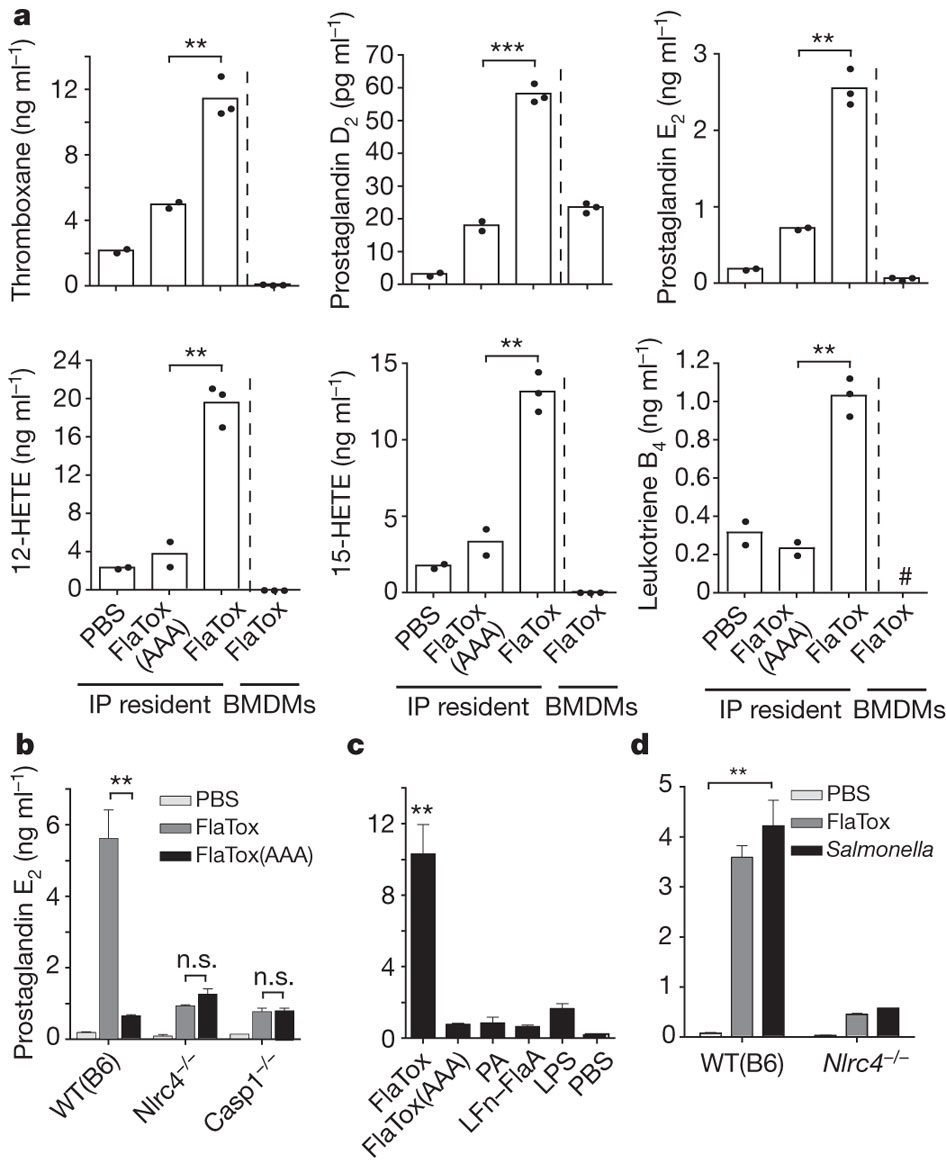 a
Thromboxane (ng ml⁻¹)
12
8
4
0
**
Prostaglandin D₂ (pg ml⁻¹)
70
60
50
40
30
20
10
0
***
Prostaglandin E₂ (ng ml⁻¹)
3
2
1
0
**
12-HETE (ng ml⁻¹)
24
20
16
12
8
4
0
**
PBS
FlaTox
(AAA)
FlaTox
FlaTox
IP resident
BMDMs
15-HETE (ng ml⁻¹)
15
10
5
0
**
PBS
FlaTox
(AAA)
FlaTox
FlaTox
IP resident
BMDMs
Leukotriene B₄ (ng ml⁻¹)
1.2
1.0
0.8
0.6
0.4
0.2
0
**
#
PBS
FlaTox
(AAA)
FlaTox
FlaTox
IP resident
BMDMs
b
Prostaglandin E₂ (ng ml⁻¹)
6
4
2
0
**
n.s.
n.s.
PBS
FlaTox
FlaTox(AAA)
WT(B6)
Nlrc4⁻/⁻
Casp1⁻/⁻
c
12
8
4
0
**
FlaTox
FlaTox(AAA)
PA
LFn–FlaA
LPS
PBS
d
5
4
3
2
1
0
**
PBS
FlaTox
Salmonella
WT(B6)
Nlrc4⁻/⁻